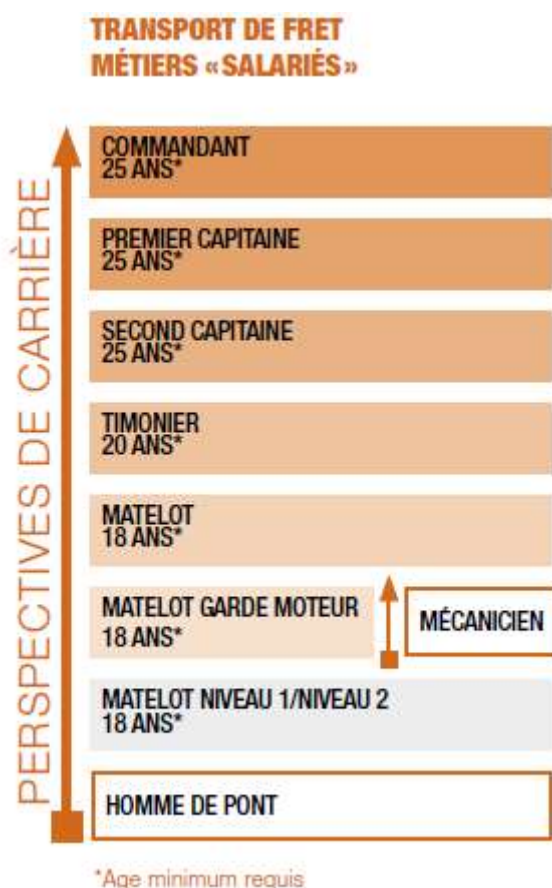 TRANSPORT DE FRET
MÉTIERS «SALARIÉS»
PERSPECTIVES DE CARRIÈRE
COMMANDANT
25 ANS*
PREMIER CAPITAINE
25 ANS*
SECOND CAPITAINE
25 ANS*
TIMONIER
20 ANS*
MATELOT
18 ANS*
MATELOT GARDE MOTEUR
18 ANS*
MÉCANICIEN
MATELOT NIVEAU 1/NIVEAU 2
18 ANS*
HOMME DE PONT
*Age minimum requis